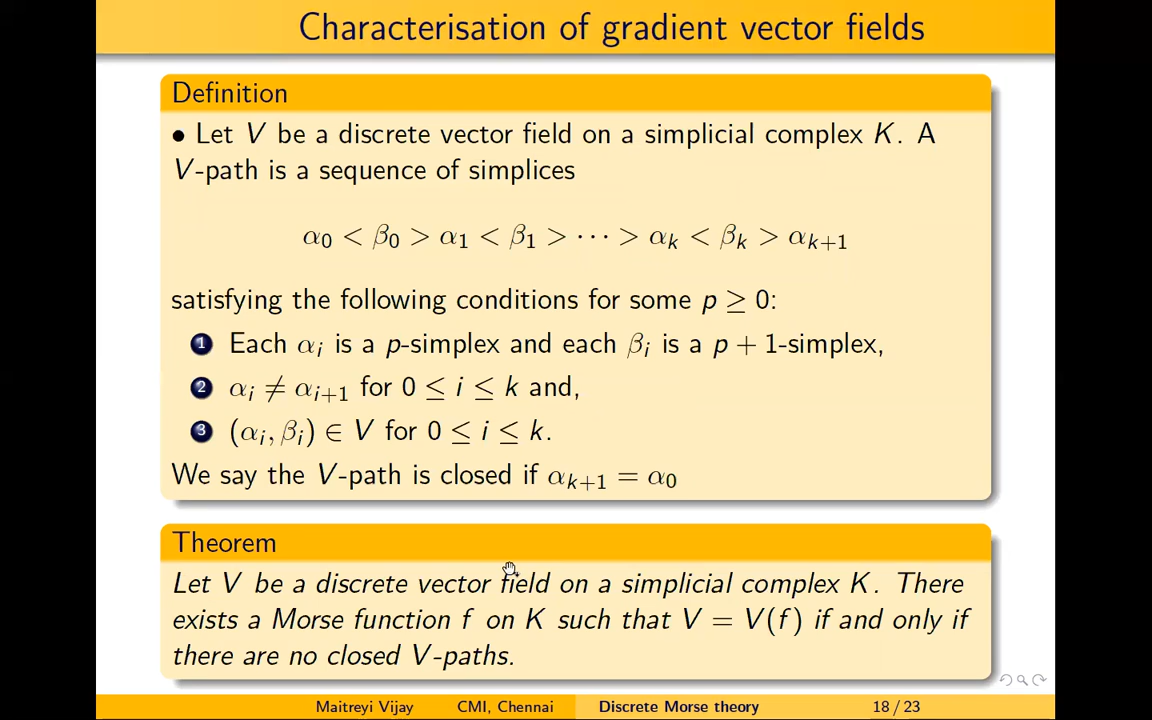 Characterisation of gradient vector fields
Definition
• Let V be a discrete vector field on a simplicial complex K. A
V-path is a sequence of simplices
α₀ < β₀ > α₁ < β₁ > ⋯ > αₖ < βₖ > αₖ₊₁
satisfying the following conditions for some p ≥ 0:
1 Each αᵢ is a p-simplex and each βᵢ is a p + 1-simplex,
2 αᵢ ≠ αᵢ₊₁ for 0 ≤ i ≤ k and,
3 (αᵢ, βᵢ) ∈ V for 0 ≤ i ≤ k.
We say the V-path is closed if αₖ₊₁ = α₀
Theorem
Let V be a discrete vector field on a simplicial complex K. There
exists a Morse function f on K such that V = V(f) if and only if
there are no closed V-paths.
Maitreyi Vijay CMI, Chennai Discrete Morse theory 18 / 23